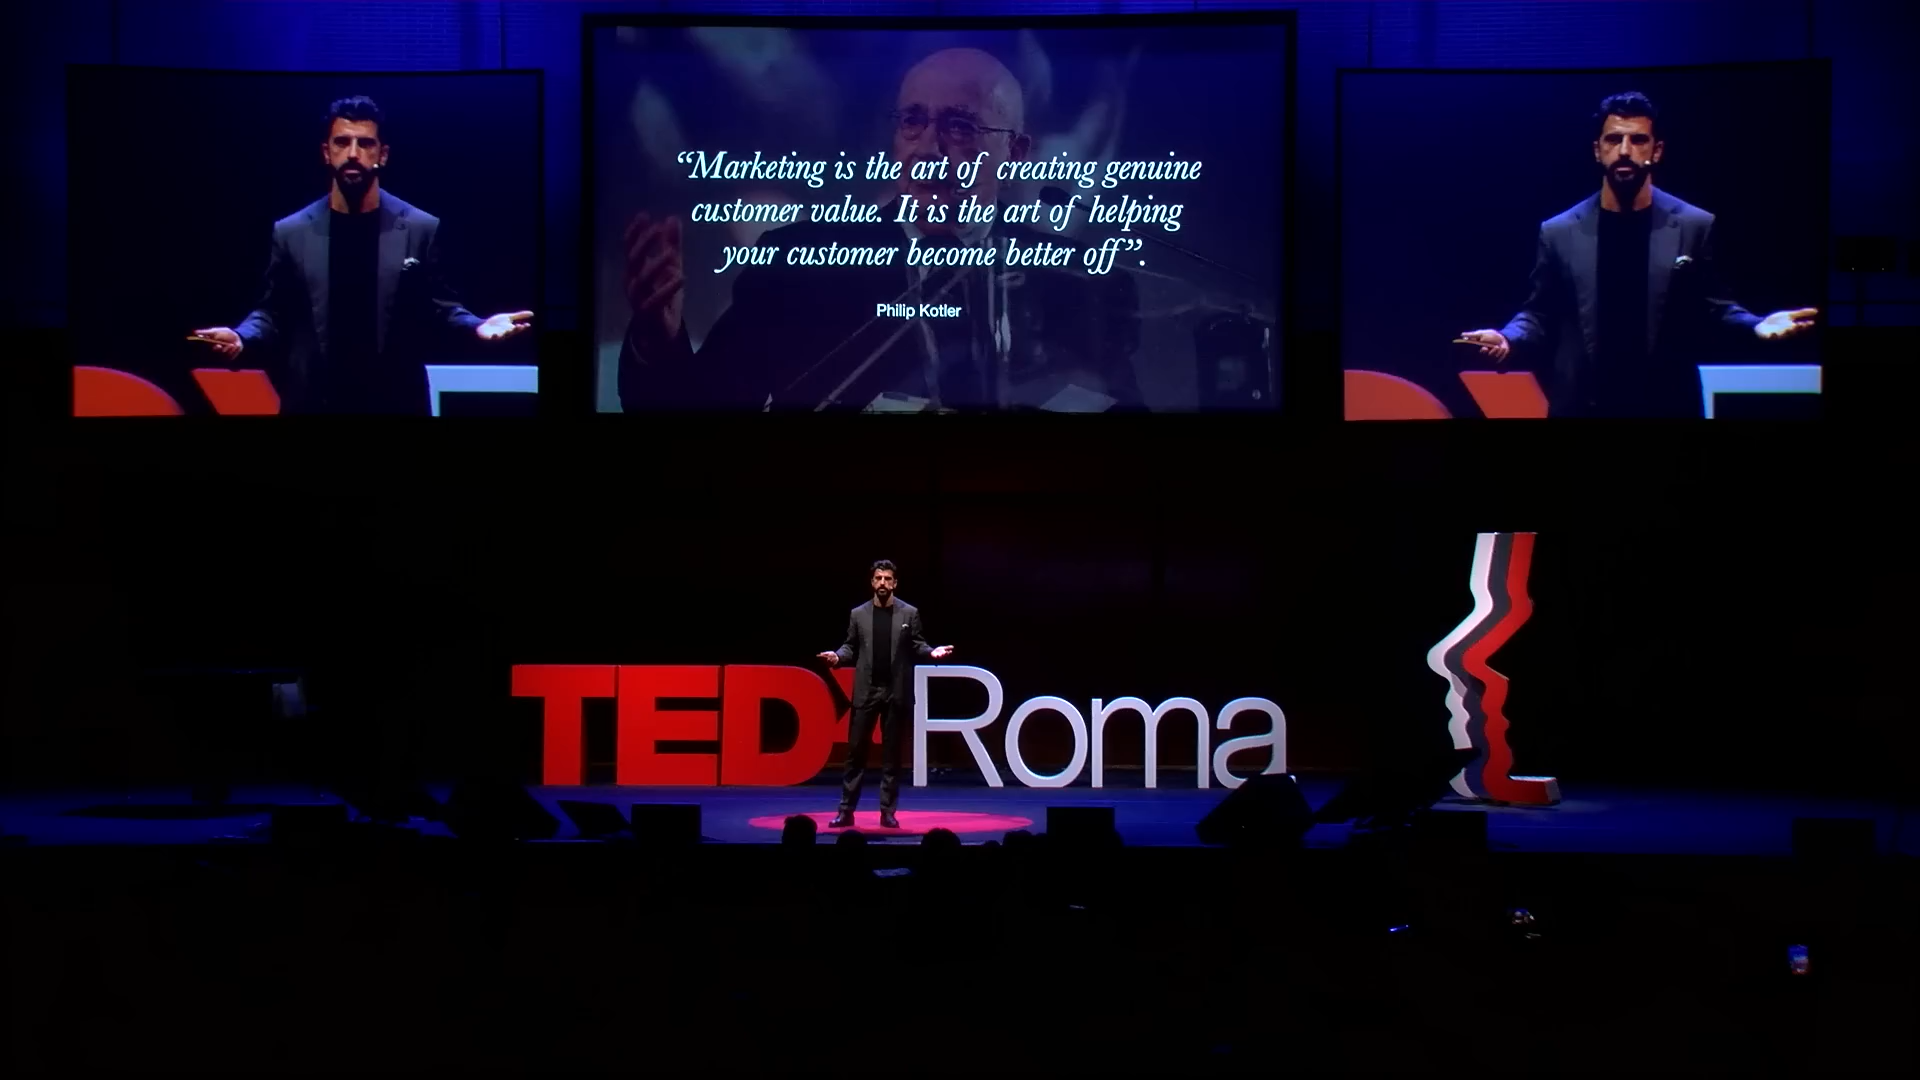 “Marketing is the art of creating genuine
customer value. It is the art of helping
your customer become better off”.
Philip Kotler
TEDxRoma